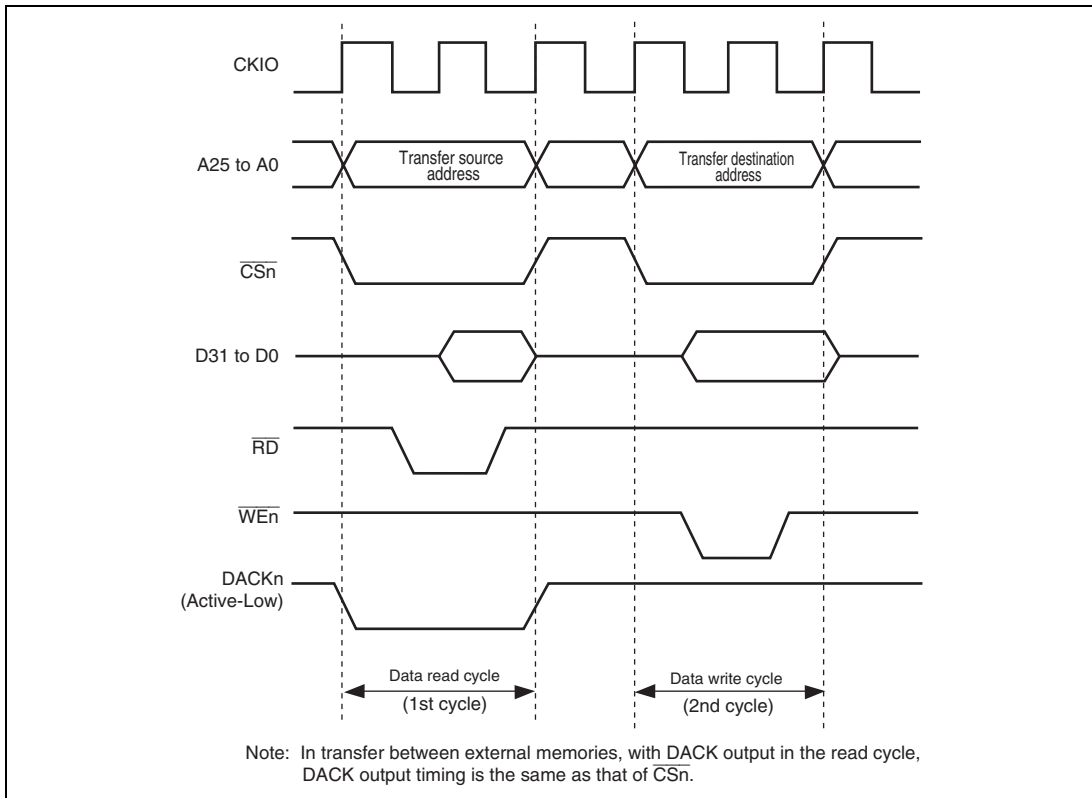 CKIO
A25 to A0
Transfer source
address
Transfer destination
address
CSn
D31 to D0
RD
WEn
DACKn
(Active-Low)
Data read cycle
(1st cycle)
Data write cycle
(2nd cycle)
Note: In transfer between external memories, with DACK output in the read cycle,
DACK output timing is the same as that of CSn.